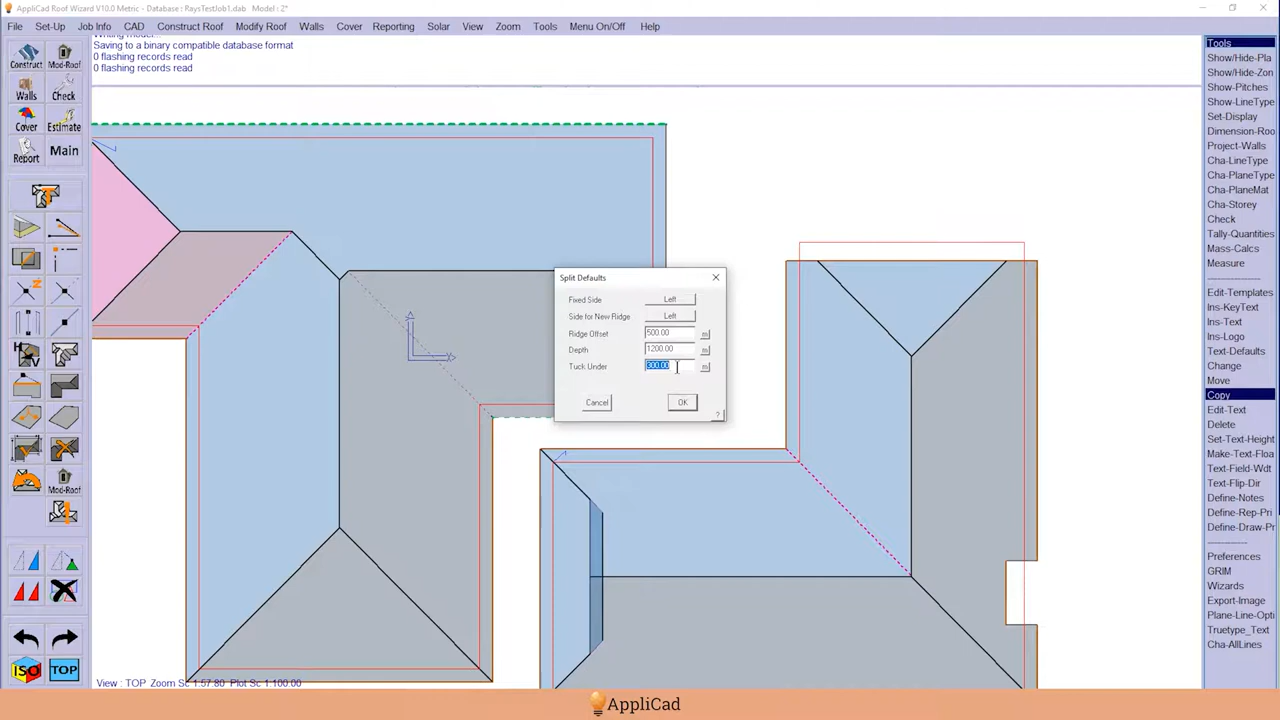 AppliCad Roof Wizard V10.0 Metric - Database : RaysTestJob1.dab Model : 2*
File Set-Up Job Info CAD Construct Roof Modify Roof Walls Cover Reporting Solar View Zoom Tools Menu On/Off Help
Writing model...
Saving to a binary compatible database format
0 flashing records read
0 flashing records read
Construct Mod-Roof
Walls Check
Cover Estimate
Report Main
Mod-Roof
ISO TOP
Split Defaults
Fixed Side Left
Side for New Ridge Left
Ridge Offset 500.00 m
Depth 1200.00 m
Tuck Under 300.00 m
Cancel OK
?
View : TOP Zoom Sc 1:57.80 Plot Sc 1:100.00
Tools
Show/Hide-Pla
Show/Hide-Zon
Show-Pitches
Show-LineType
Set-Display
Dimension-Roo
Project-Walls
Cha-LineType
Cha-PlaneType
Cha-PlaneMat
Cha-Storey
Check
Tally-Quantities
Mass-Calcs
Measure
Edit-Templates
Ins-KeyText
Ins-Text
Ins-Logo
Text-Defaults
Change
Move
Copy
Edit-Text
Delete
Set-Text-Height
Make-Text-Floa
Text-Field-Wdt
Text-Flip-Dir
Define-Notes
Define-Rep-Pri
Define-Draw-Pr
Preferences
GRIM
Wizards
Export-Image
Plane-Line-Opti
Truetype_Text
Cha-AllLines
AppliCad